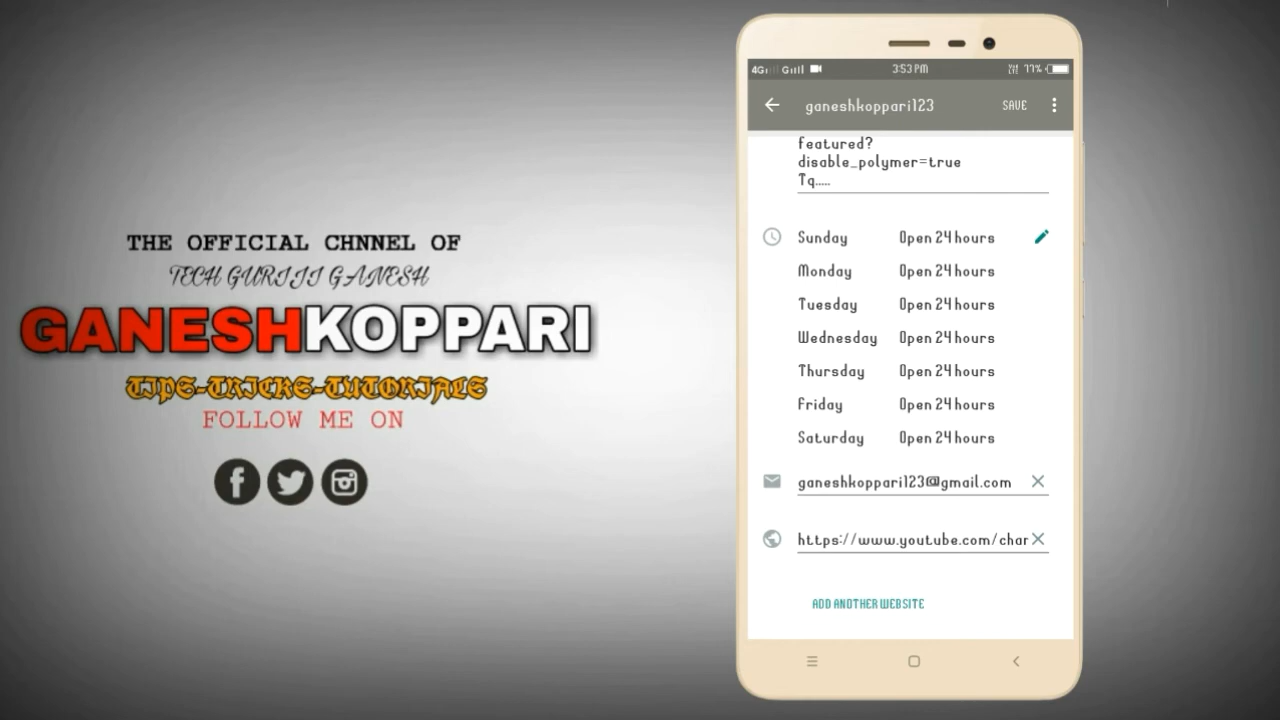 THE OFFICIAL CHNNEL OF
TECH GURIJI GANESH
GANESHKOPPARI
TIPS-TRICKS-TUTORIALS
FOLLOW ME ON
4G 3:53 PM 77%
ganeshkoppari123 SAVE
featured?
disable_polymer=true
Tq.....
Sunday Open 24 hours
Monday Open 24 hours
Tuesday Open 24 hours
Wednesday Open 24 hours
Thursday Open 24 hours
Friday Open 24 hours
Saturday Open 24 hours
ganeshkoppari123@gmail.com
https://www.youtube.com/char
ADD ANOTHER WEBSITE